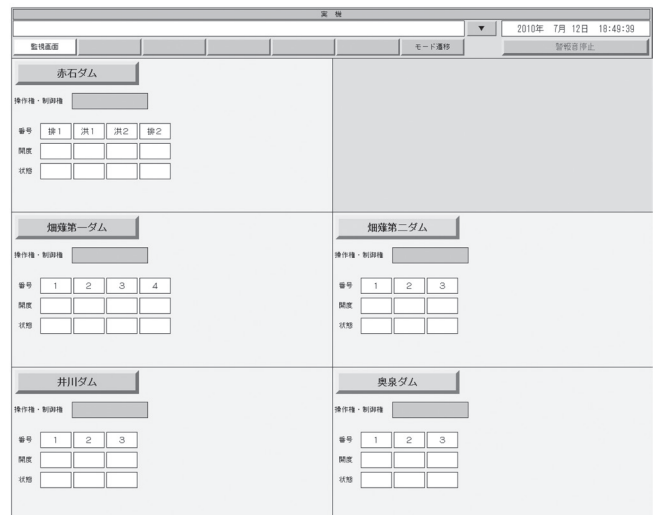 実 機
▼ 2010年 7月 12日 18:49:39
監視画面 モード遷移 警報音停止
赤石ダム
操作権・制御権
番号 排1 洪1 洪2 排2
開度
状態
畑薙第一ダム
操作権・制御権
番号 1 2 3 4
開度
状態
畑薙第二ダム
操作権・制御権
番号 1 2 3
開度
状態
井川ダム
操作権・制御権
番号 1 2 3
開度
状態
奥泉ダム
操作権・制御権
番号 1 2 3
開度
状態